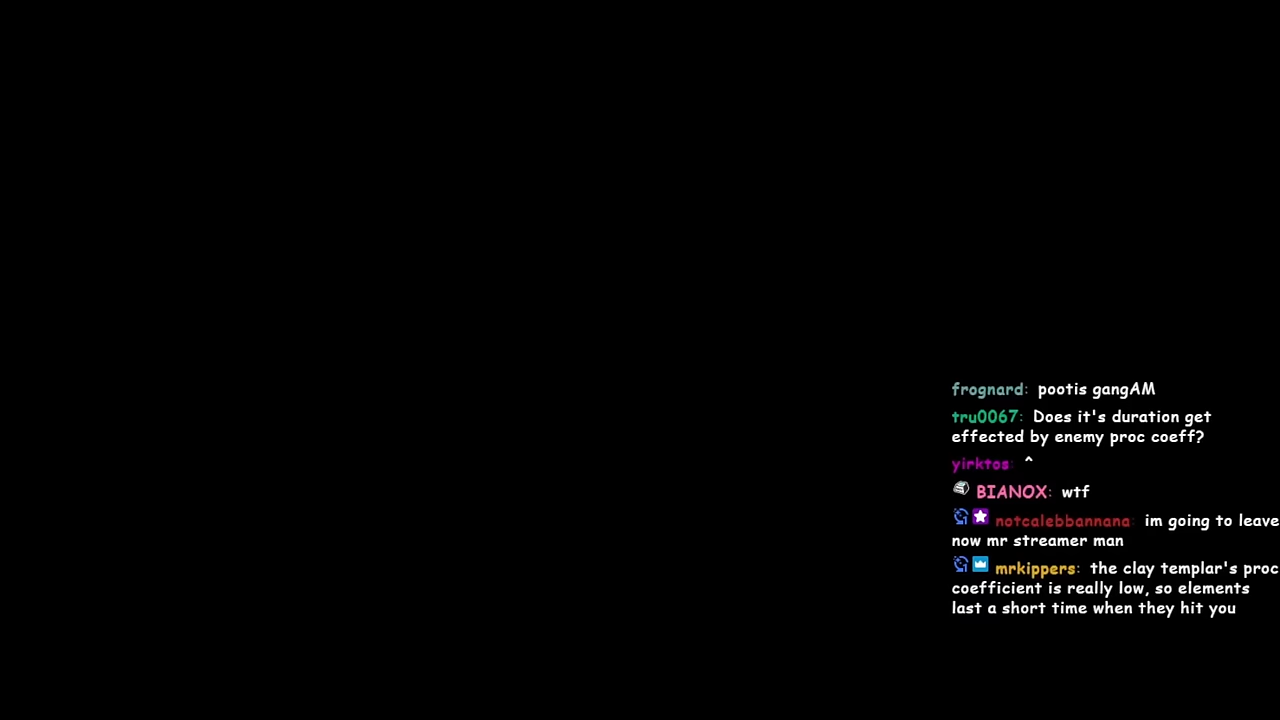 frognard: pootis gangAM
tru0067: Does it's duration get
effected by enemy proc coeff?
yirktos: ^
BIANOX: wtf
notcalebbannana: im going to leave
now mr streamer man
mrkippers: the clay templar's proc
coefficient is really low, so elements
last a short time when they hit you